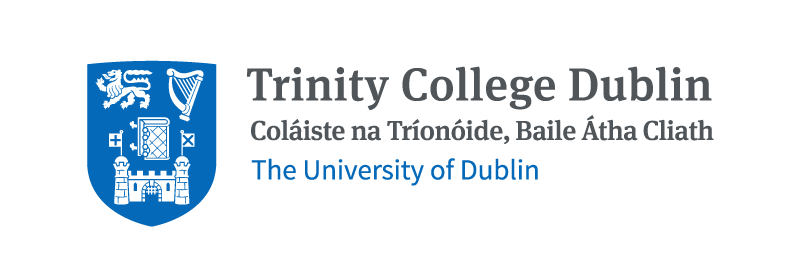 Trinity College Dublin
Coláiste na Tríonóide, Baile Átha Cliath
The University of Dublin